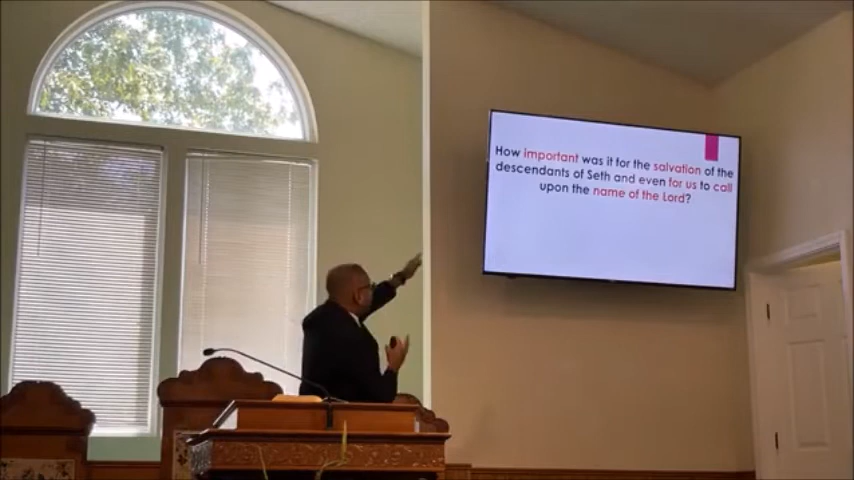 How important was it for the salvation of the
descendants of Seth and even for us to call
upon the name of the Lord?